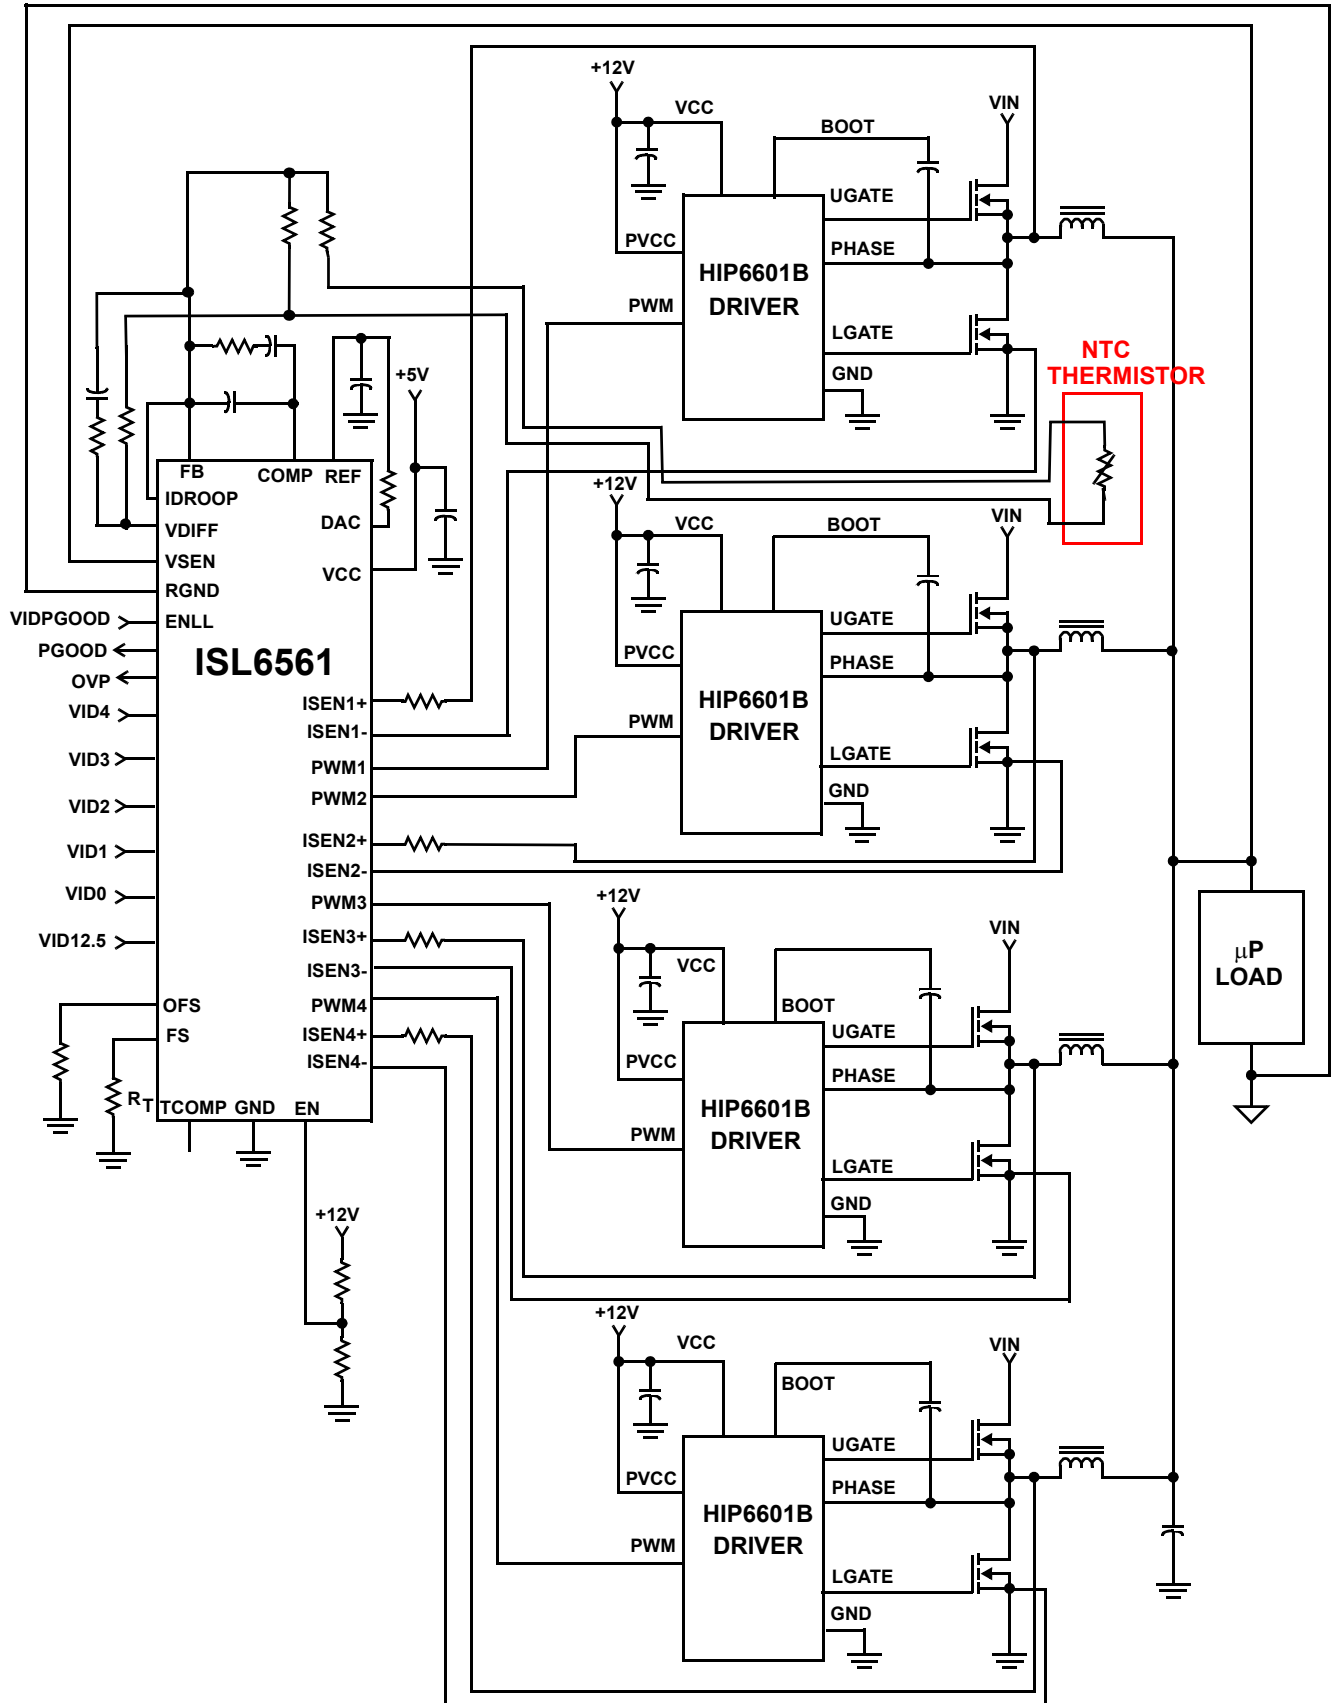 +12V
VCC
BOOT
VIN
UGATE
PVCC
PHASE
HIP6601B
DRIVER
PWM
LGATE
GND
NTC
THERMISTOR
+5V
FB
COMP
REF
IDROOP
VDIFF
DAC
VSEN
VCC
RGND
VIDPGOOD
ENLL
PGOOD
ISL6561
OVP
VID4
VID3
VID2
VID1
VID0
VID12.5
OFS
FS
RT
TCOMP
GND
EN
+12V
ISEN1+
ISEN1-
PWM1
PWM2
ISEN2+
ISEN2-
PWM3
ISEN3+
ISEN3-
PWM4
ISEN4+
ISEN4-
+12V
VCC
BOOT
VIN
UGATE
PVCC
PHASE
HIP6601B
DRIVER
PWM
LGATE
GND
+12V
VCC
BOOT
VIN
UGATE
PVCC
PHASE
HIP6601B
DRIVER
PWM
LGATE
GND
μP
LOAD
+12V
VCC
BOOT
VIN
UGATE
PVCC
PHASE
HIP6601B
DRIVER
PWM
LGATE
GND